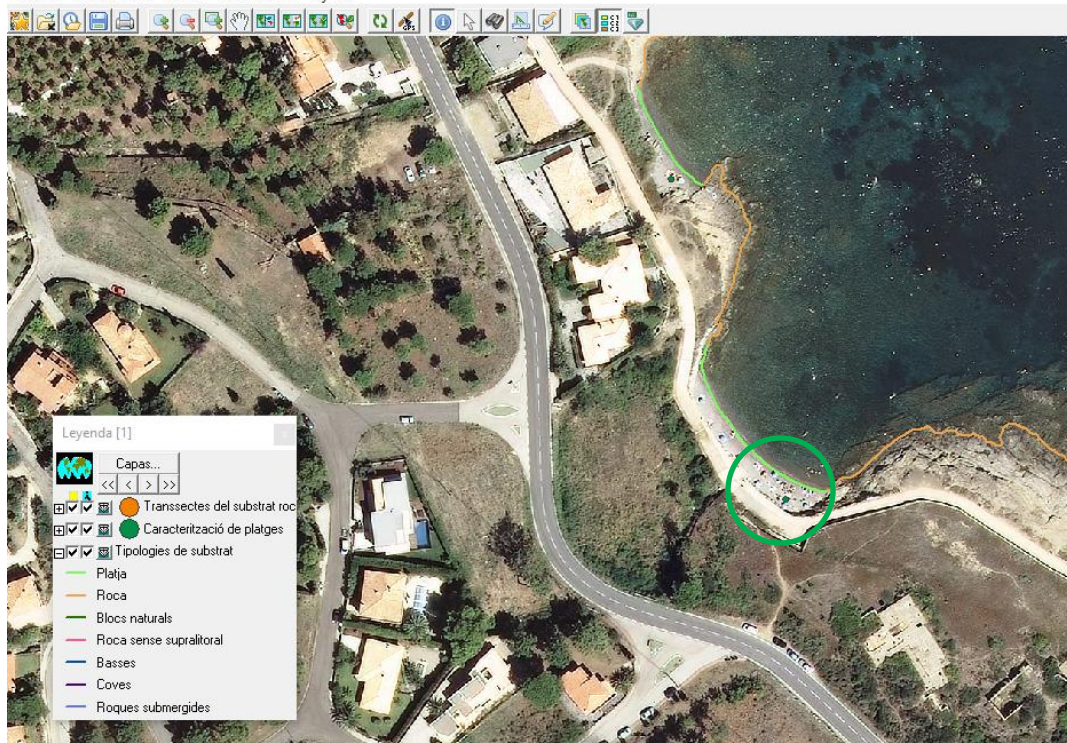 GPS
Leyenda [1]
Capas...
<< < > >>
Transsectes del substrat roc
Caracterització de platges
Tipologies de substrat
Platja
Roca
Blocs naturals
Roca sense supralitoral
Basses
Coves
Roques submergides